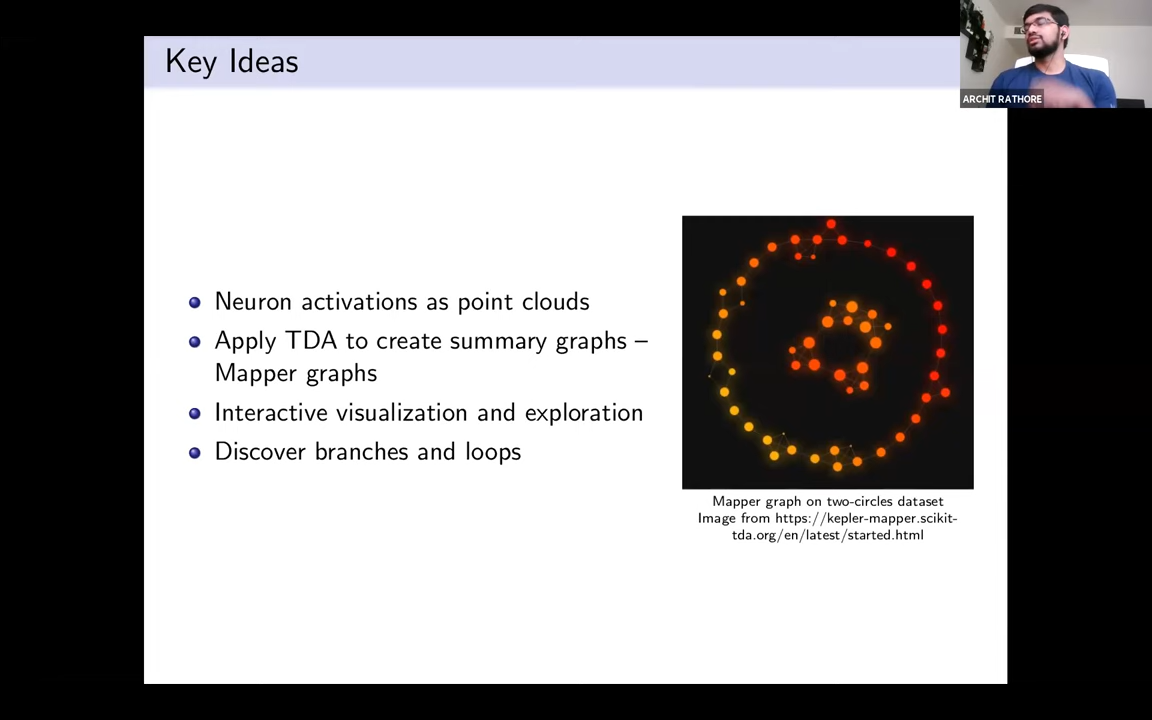 Key Ideas
ARCHIT RATHORE
Neuron activations as point clouds
Apply TDA to create summary graphs –
Mapper graphs
Interactive visualization and exploration
Discover branches and loops
Mapper graph on two-circles dataset
Image from https://kepler-mapper.scikit-
tda.org/en/latest/started.html